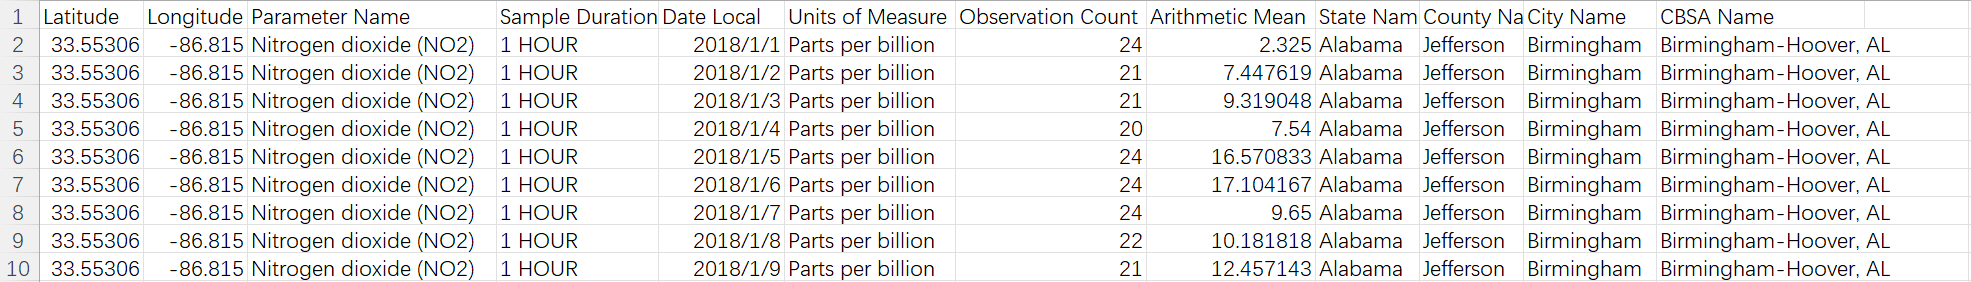 1 Latitude Longitude Parameter Name Sample Duration Date Local Units of Measure Observation Count Arithmetic Mean State Nam County Na City Name CBSA Name
2 33.55306 -86.815 Nitrogen dioxide (NO2) 1 HOUR 2018/1/1 Parts per billion 24 2.325 Alabama Jefferson Birmingham Birmingham-Hoover, AL
3 33.55306 -86.815 Nitrogen dioxide (NO2) 1 HOUR 2018/1/2 Parts per billion 21 7.447619 Alabama Jefferson Birmingham Birmingham-Hoover, AL
4 33.55306 -86.815 Nitrogen dioxide (NO2) 1 HOUR 2018/1/3 Parts per billion 21 9.319048 Alabama Jefferson Birmingham Birmingham-Hoover, AL
5 33.55306 -86.815 Nitrogen dioxide (NO2) 1 HOUR 2018/1/4 Parts per billion 20 7.54 Alabama Jefferson Birmingham Birmingham-Hoover, AL
6 33.55306 -86.815 Nitrogen dioxide (NO2) 1 HOUR 2018/1/5 Parts per billion 24 16.570833 Alabama Jefferson Birmingham Birmingham-Hoover, AL
7 33.55306 -86.815 Nitrogen dioxide (NO2) 1 HOUR 2018/1/6 Parts per billion 24 17.104167 Alabama Jefferson Birmingham Birmingham-Hoover, AL
8 33.55306 -86.815 Nitrogen dioxide (NO2) 1 HOUR 2018/1/7 Parts per billion 24 9.65 Alabama Jefferson Birmingham Birmingham-Hoover, AL
9 33.55306 -86.815 Nitrogen dioxide (NO2) 1 HOUR 2018/1/8 Parts per billion 22 10.181818 Alabama Jefferson Birmingham Birmingham-Hoover, AL
10 33.55306 -86.815 Nitrogen dioxide (NO2) 1 HOUR 2018/1/9 Parts per billion 21 12.457143 Alabama Jefferson Birmingham Birmingham-Hoover, AL